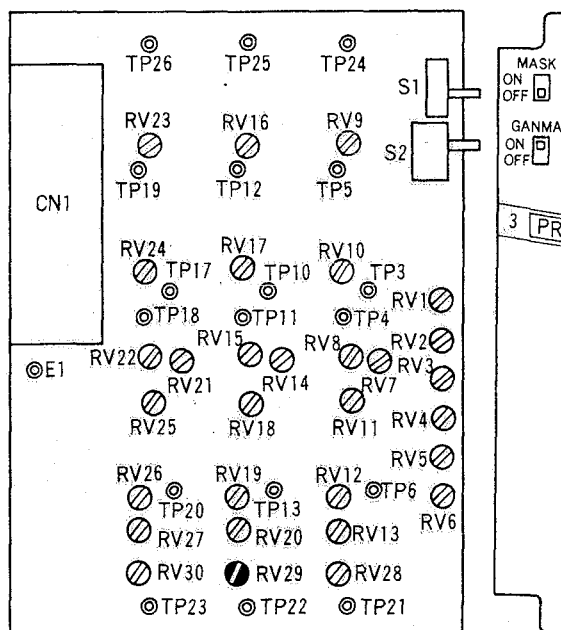 TP26 TP25 TP24
S1
MASK
ON
OFF
RV23 RV16 RV9
S2
GANMA
ON
OFF
TP19 TP12 TP5
CN1
3 PR
RV24 RV17 RV10
TP17 TP10 TP3
RV1
TP18 TP11 TP4
RV15 RV8 RV2
E1 RV22 RV3
RV21 RV14 RV7
RV25 RV18 RV11 RV4
RV5
RV26 RV19 RV12
TP20 TP13 TP6
RV6
RV27 RV20 RV13
RV30 RV29 RV28
TP23 TP22 TP21